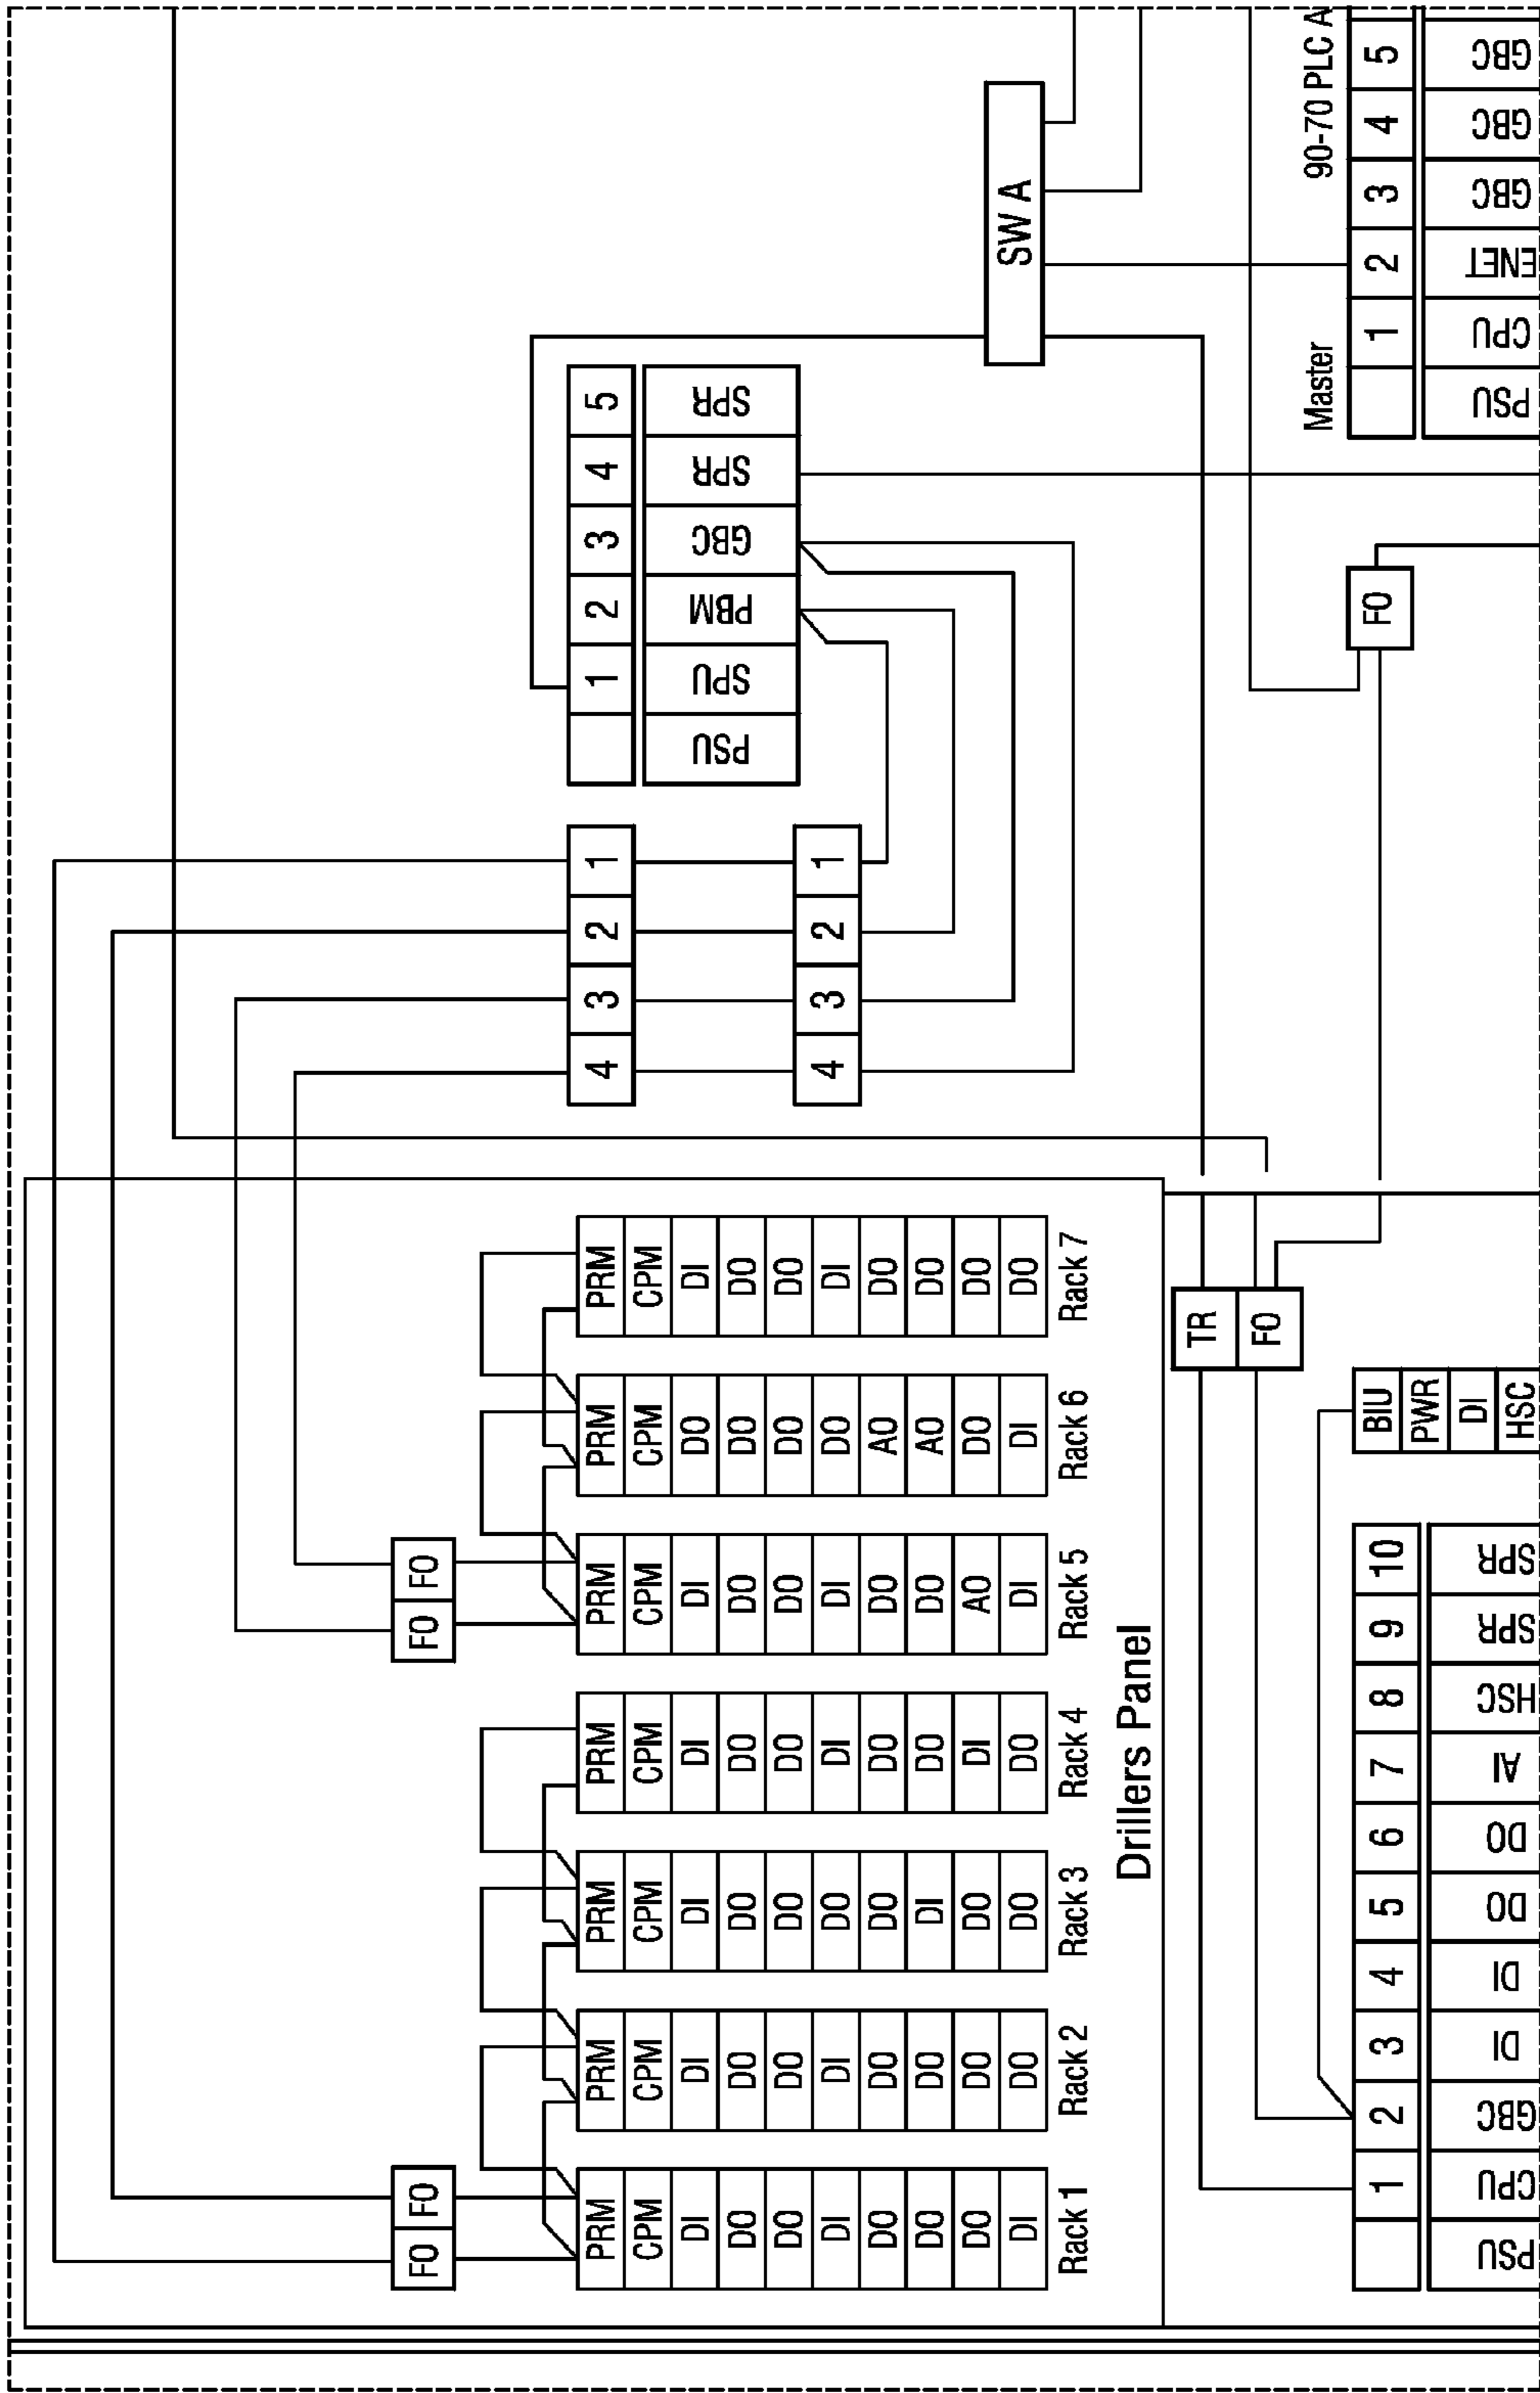 FO FO FO FO
PRM PRM PRM PRM PRM PRM PRM 4 3 2 1 1 2 3 4 5
CPM CPM CPM CPM CPM CPM CPM
DI DI DI DI DI DO DI
PSU SPU PBM GBC SPR SPR
DO DO DO DO DO DO DO
DO DO DO DO DO DO DO
DI DI DO DI DI DO DI 4 3 2 1
DO DO DO DO DO AO DO
DO DO DI DO DO AO DO
DO DO DO DI AO DO DO
DI DO DO DO DI DI DO
SW A
Rack 1 Rack 2 Rack 3 Rack 4 Rack 5 Rack 6 Rack 7
Drillers Panel
TR
FO
Master 90-70 PLC A
1 2 3 4 5 6 7 8 9 10 BIU FO 1 2 3 4 5
PWR
DI
PSU CPU GBC DI DI DO DO AI HSC SPR SPR HSC PSU CPU ENET GBC GBC GBC